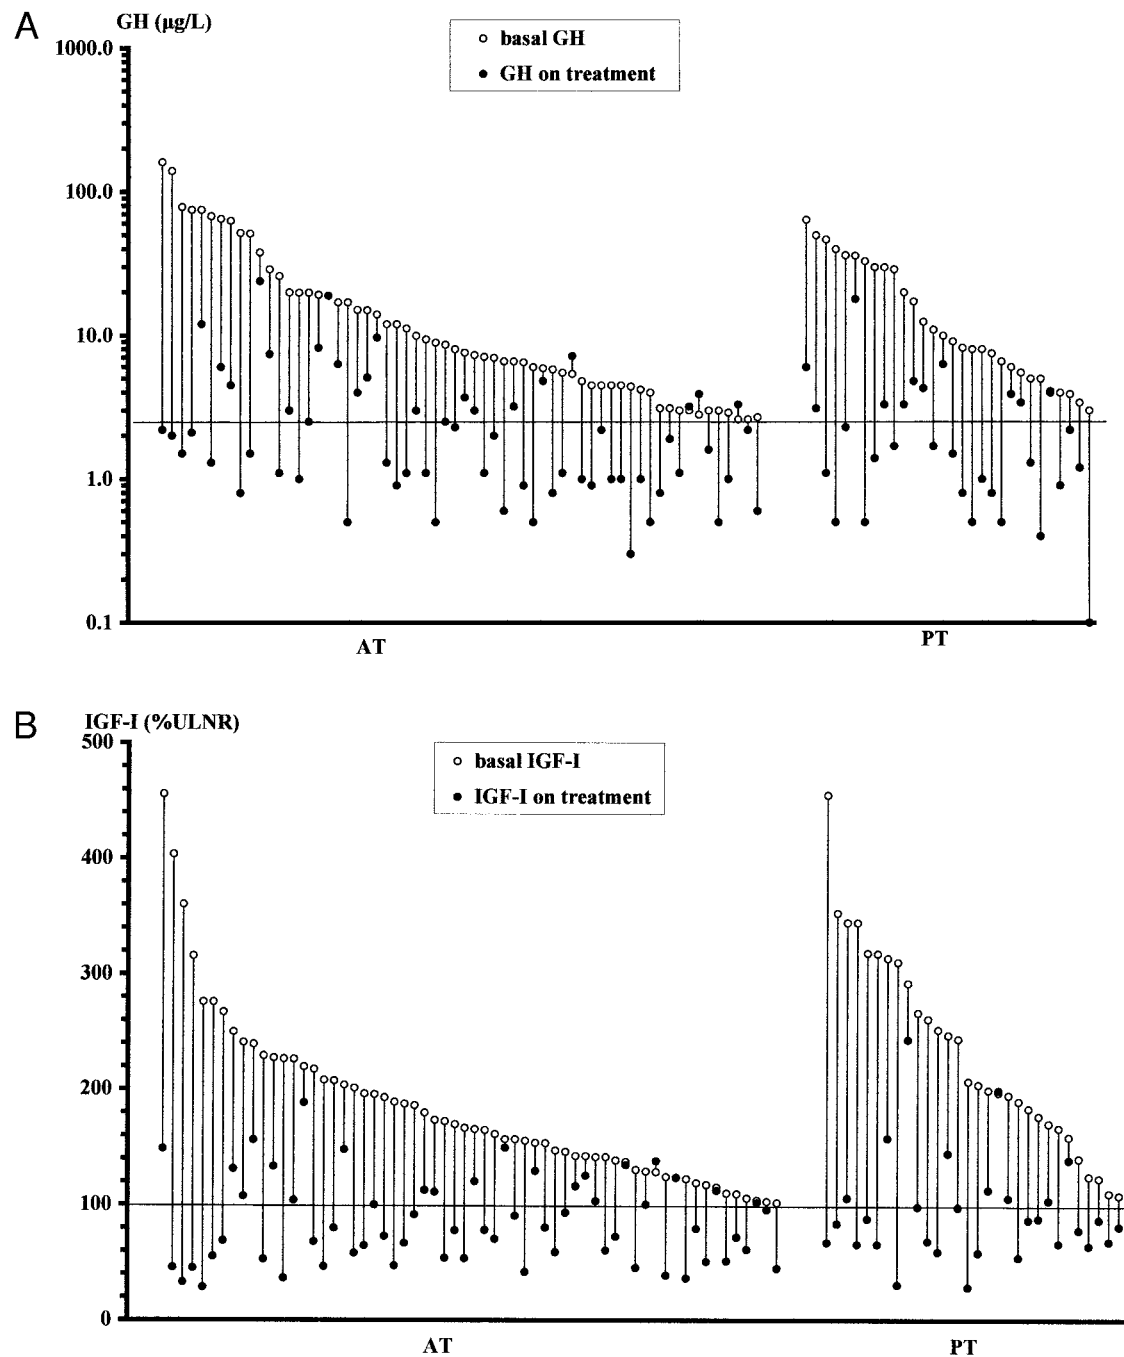 A
GH (µg/L)
basal GH
GH on treatment
1000.0
100.0
10.0
1.0
0.1
AT
PT
B
IGF-I (%ULNR)
basal IGF-I
IGF-I on treatment
500
400
300
200
100
0
AT
PT